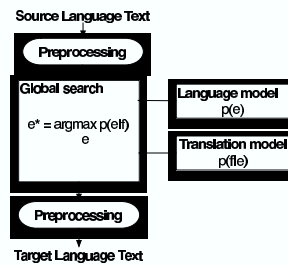 Source Language Text
Preprocessing
Global search
e* = argmax p(e|f)
e
Language model
p(e)
Translation model
p(f|e)
Preprocessing
Target Language Text